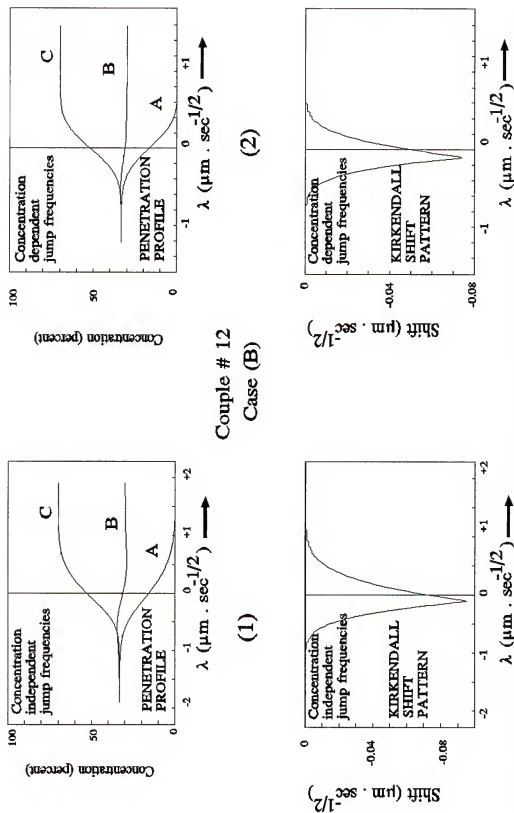 100
50
0
Concentration (percent)
Concentration
independent
jump frequencies
C
B
A
PENETRATION
PROFILE
-2 -1 0 +1 +2
λ (µm . sec-1/2)
(1)
100
50
0
Concentration (percent)
Concentration
dependent
jump frequencies
C
B
A
PENETRATION
PROFILE
-1 0 +1
λ (µm . sec-1/2)
(2)
Couple # 12
Case (B)
0
-0.04
-0.08
Shift (µm . sec-1/2)
Concentration
independent
jump frequencies
KIRKENDALL
SHIFT
PATTERN
-2 -1 0 +1 +2
λ (µm . sec-1/2)
0
-0.04
-0.08
Shift (µm . sec-1/2)
Concentration
dependent
jump frequencies
KIRKENDALL
SHIFT
PATTERN
-1 0 +1
λ (µm . sec-1/2)